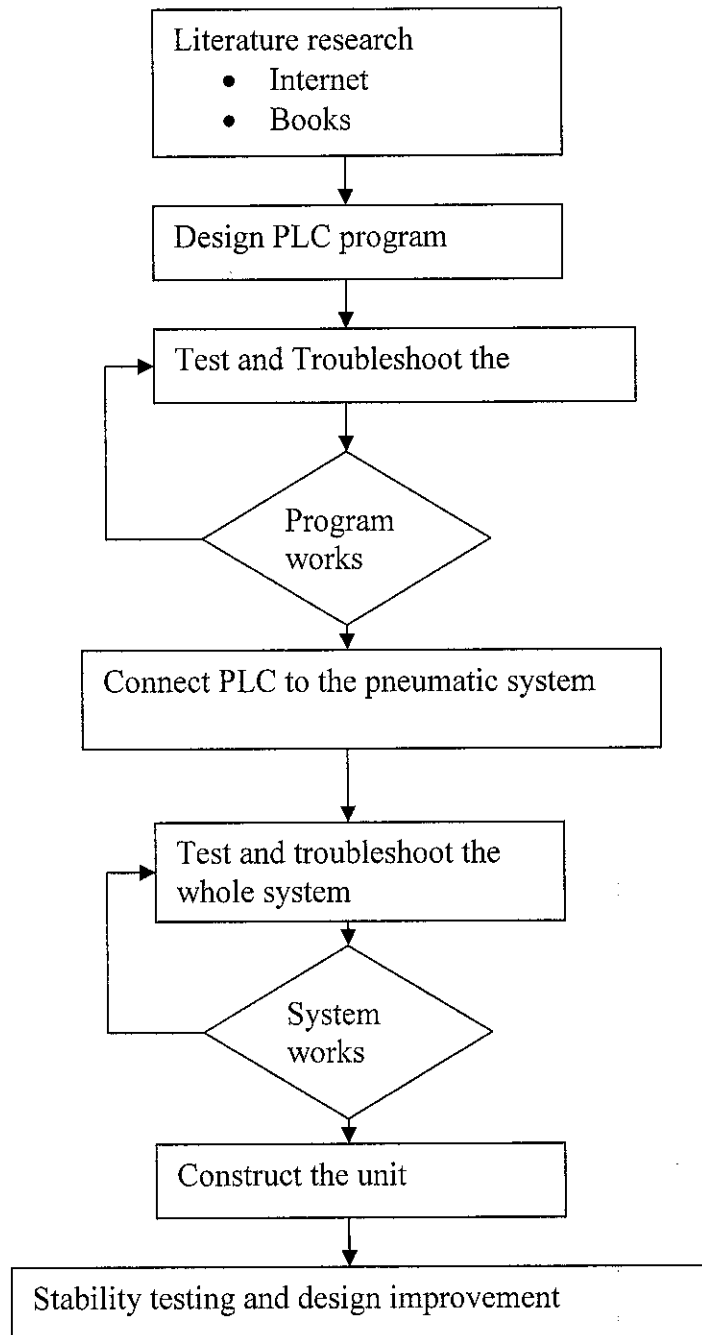 Literature research
• Internet
• Books
Design PLC program
Test and Troubleshoot the
Program
works
Connect PLC to the pneumatic system
Test and troubleshoot the
whole system
System
works
Construct the unit
Stability testing and design improvement